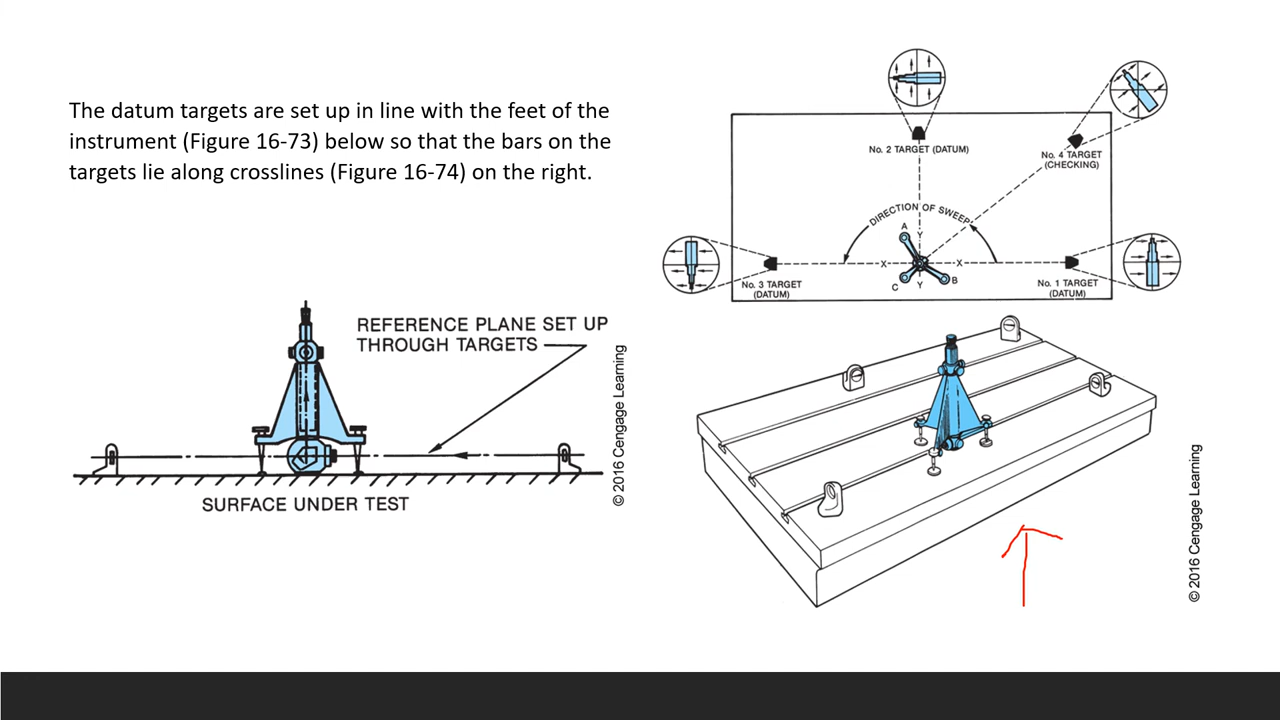 The datum targets are set up in line with the feet of the
instrument (Figure 16-73) below so that the bars on the
targets lie along crosslines (Figure 16-74) on the right.
REFERENCE PLANE SET UP
THROUGH TARGETS
SURFACE UNDER TEST
© 2016 Cengage Learning
No. 2 TARGET (DATUM)
No. 4 TARGET
(CHECKING)
DIRECTION OF SWEEP
A
Y
X
X
C
Y
B
No. 3 TARGET
(DATUM)
No. 1 TARGET
(DATUM)
© 2016 Cengage Learning